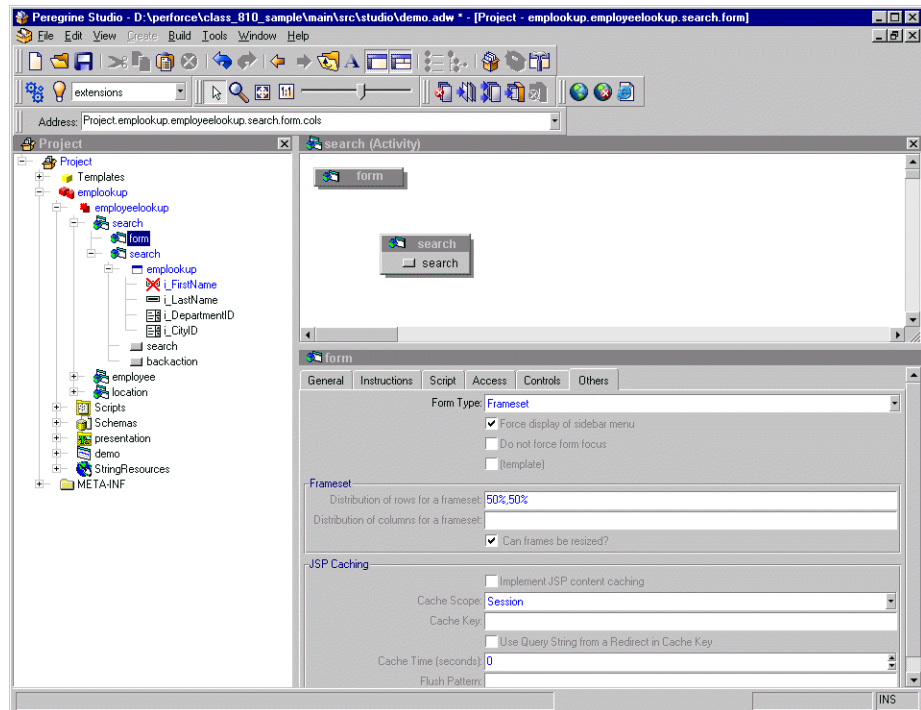 Peregrine Studio - D:\perforce\class_810_sample\main\src\studio\demo.adw * - [Project - emplookup.employeelookup.search.form]
File Edit View Create Build Tools Window Help
A
extensions
1:1
Address: Project.emplookup.employeelookup.search.form.cols
Project
search (Activity)
Project
Templates
emplookup
employeelookup
search
form
search
emplookup
i_FirstName
i_LastName
i_DepartmentID
i_CityID
search
backaction
employee
location
Scripts
Schemas
presentation
demo
StringResources
META-INF
form
search
search
form
General Instructions Script Access Controls Others
Form Type: Frameset
Force display of sidebar menu
Do not force form focus
(template)
Frameset
Distribution of rows for a frameset: 50%,50%
Distribution of columns for a frameset:
Can frames be resized?
JSP Caching
Implement JSP content caching
Cache Scope: Session
Cache Key:
Use Query String from a Redirect in Cache Key
Cache Time (seconds): 0
Flush Pattern:
INS